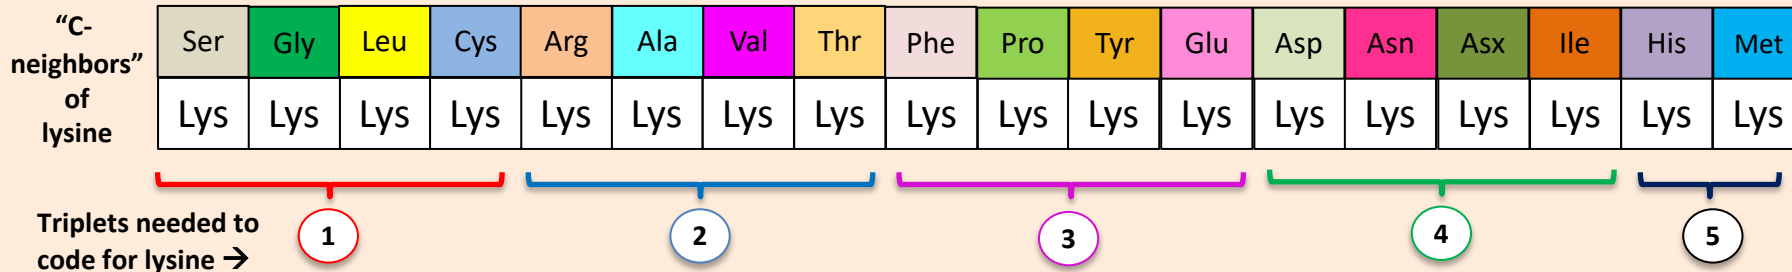 “C-
neighbors”
of
lysine
Ser Gly Leu Cys Arg Ala Val Thr Phe Pro Tyr Glu Asp Asn Asx Ile His Met
Lys Lys Lys Lys Lys Lys Lys Lys Lys Lys Lys Lys Lys Lys Lys Lys Lys Lys
Triplets needed to
code for lysine →
1 2 3 4 5